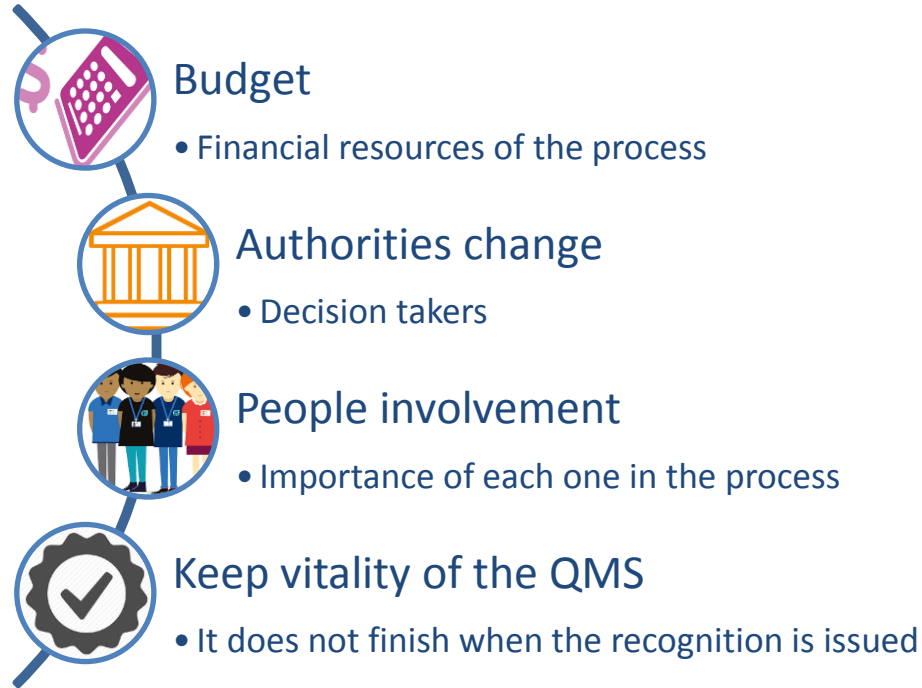 Budget
• Financial resources of the process
Authorities change
• Decision takers
People involvement
• Importance of each one in the process
Keep vitality of the QMS
• It does not finish when the recognition is issued